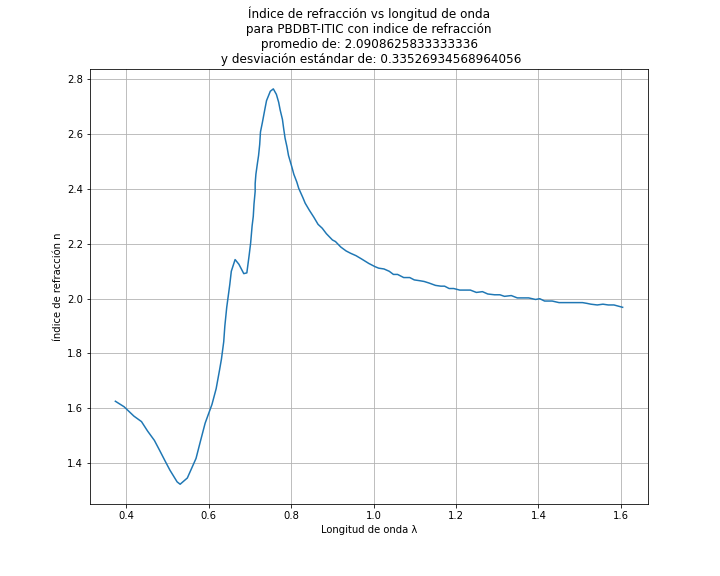 Índice de refracción vs longitud de onda
para PBDBT-ITIC con indice de refracción
promedio de: 2.0908625833333336
y desviación estándar de: 0.33526934568964056
2.8
2.6
2.4
2.2
2.0
1.8
1.6
1.4
índice de refracción n
0.4 0.6 0.8 1.0 1.2 1.4 1.6
Longitud de onda λ